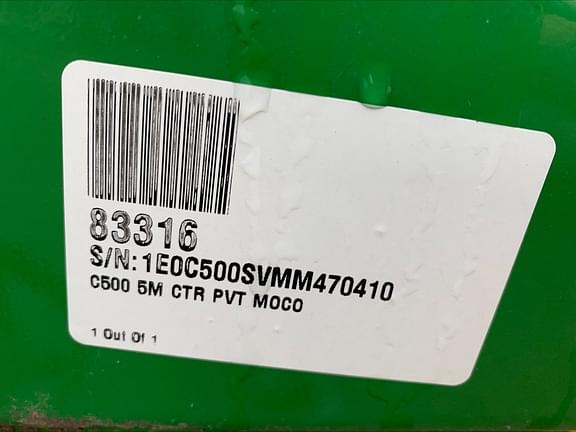 83316
S/N: 1E0C500SVMM470410
C500 5M CTR PVT MOCO
1 Out Of 1